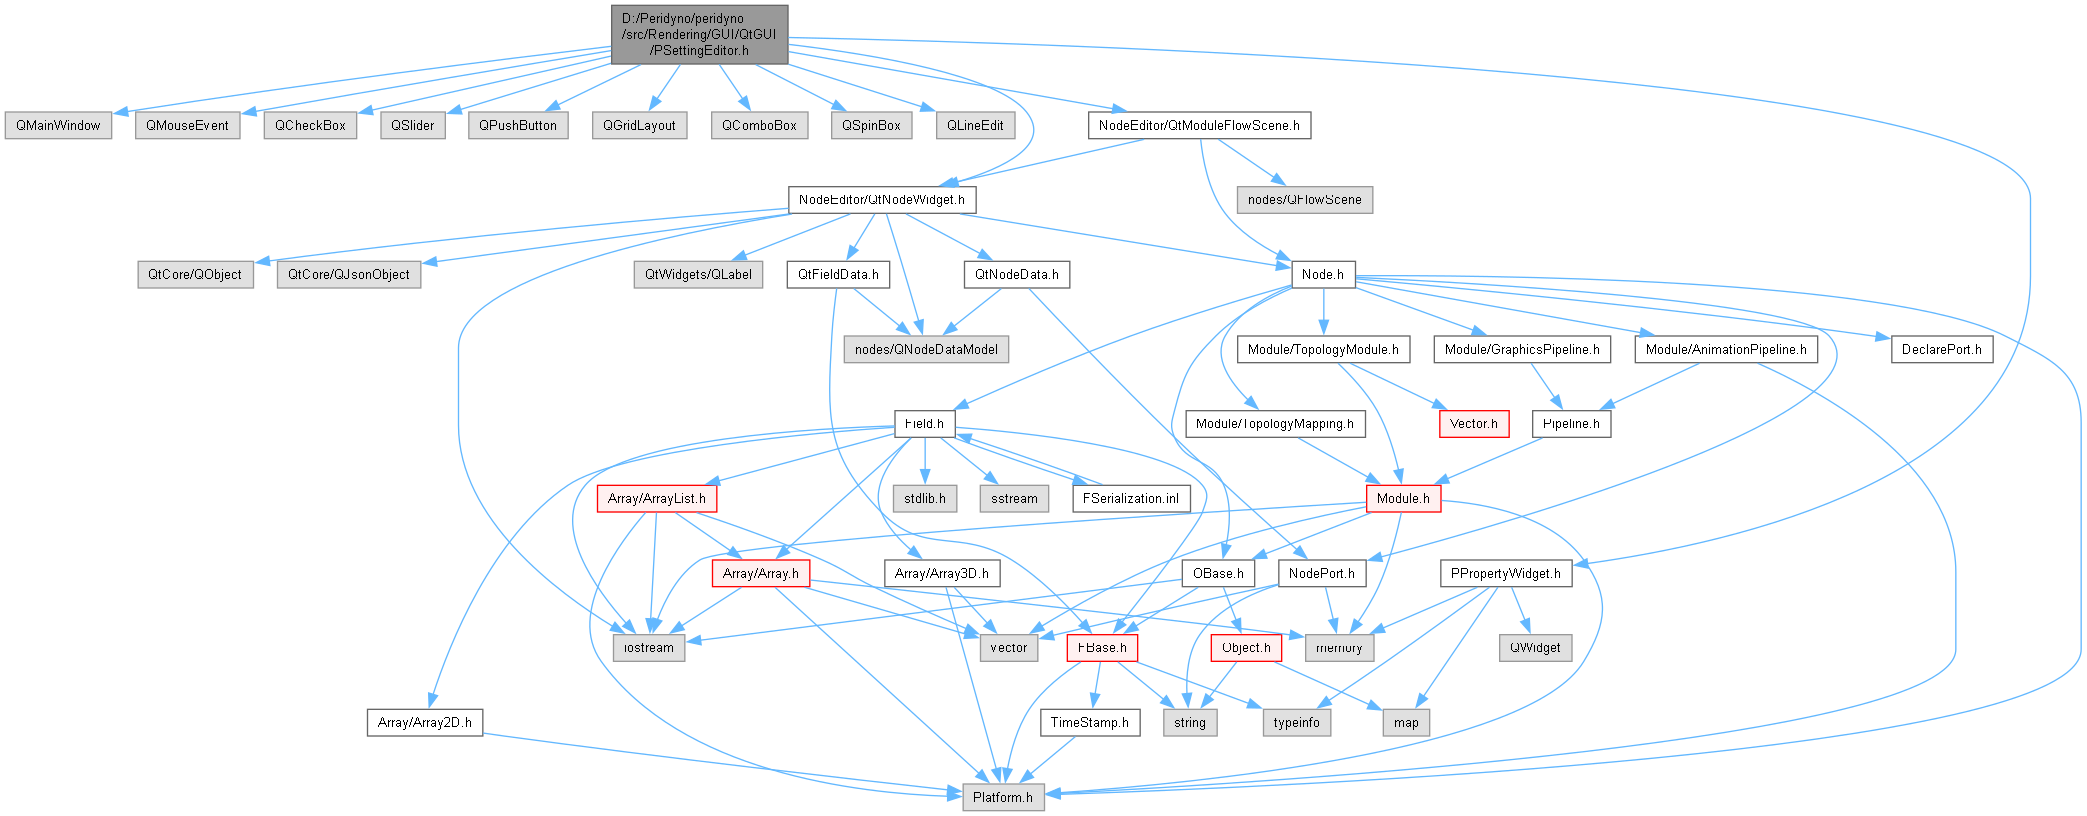 D:/Peridyno/peridyno
/src/Rendering/GUI/QtGUI
/PSettingEditor.h
QMainWindow
QMouseEvent
QCheckBox
QSlider
QPushButton
QGridLayout
QComboBox
QSpinBox
QLineEdit
NodeEditor/QtModuleFlowScene.h
NodeEditor/QtNodeWidget.h
nodes/QFlowScene
QtCore/QObject
QtCore/QJsonObject
QtWidgets/QLabel
QtFieldData.h
QtNodeData.h
Node.h
nodes/QNodeDataModel
Module/TopologyModule.h
Module/GraphicsPipeline.h
Module/AnimationPipeline.h
DeclarePort.h
Field.h
Module/TopologyMapping.h
Vector.h
Pipeline.h
Array/ArrayList.h
stdlib.h
sstream
FSerialization.inl
Module.h
Array/Array.h
Array/Array3D.h
OBase.h
NodePort.h
PPropertyWidget.h
iostream
vector
FBase.h
Object.h
memory
QWidget
Array/Array2D.h
TimeStamp.h
string
typeinfo
map
Platform.h